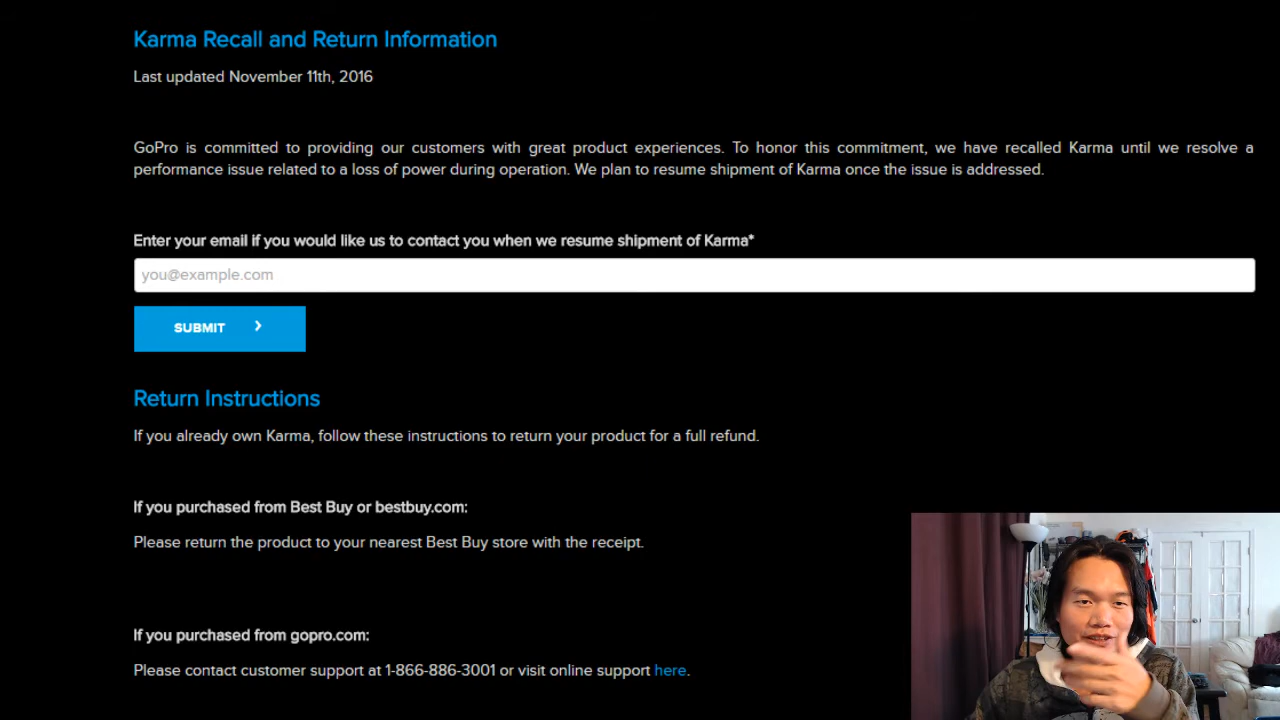 Karma Recall and Return Information
Last updated November 11th, 2016
GoPro is committed to providing our customers with great product experiences. To honor this commitment, we have recalled Karma until we resolve a
performance issue related to a loss of power during operation. We plan to resume shipment of Karma once the issue is addressed.
Enter your email if you would like us to contact you when we resume shipment of Karma*
you@example.com
SUBMIT
Return Instructions
If you already own Karma, follow these instructions to return your product for a full refund.
If you purchased from Best Buy or bestbuy.com:
Please return the product to your nearest Best Buy store with the receipt.
If you purchased from gopro.com:
Please contact customer support at 1-866-886-3001 or visit online support here.